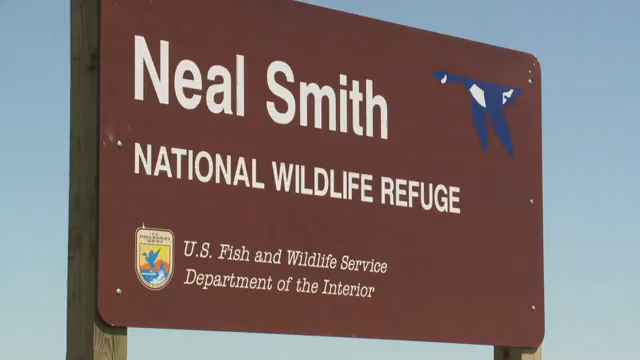 Neal Smith
NATIONAL WILDLIFE REFUGE
U.S. Fish and Wildlife Service
Department of the Interior